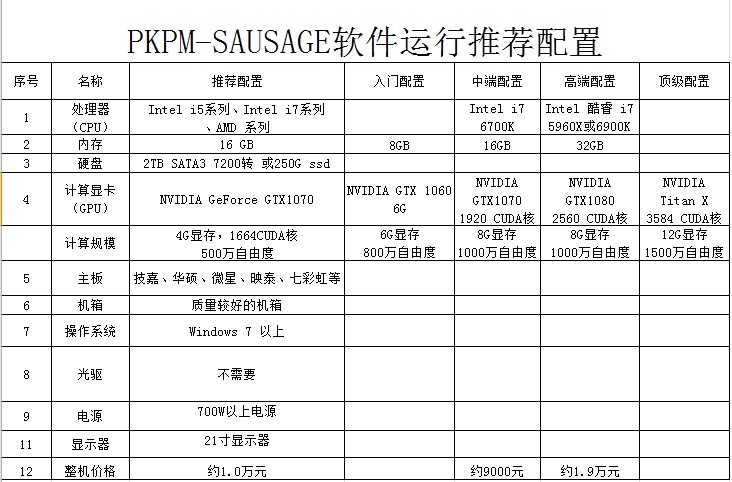 PKPM-SAUSAGE软件运行推荐配置
序号 名称 推荐配置 入门配置 中端配置 高端配置 顶级配置
1 处理器（CPU） Intel i5系列、Intel i7系列、AMD 系列 Intel i7 6700K Intel 酷睿 i7 5960X或6900K
2 内存 16 GB 8GB 16GB 32GB
3 硬盘 2TB SATA3 7200转 或250G ssd
4 计算显卡（GPU） NVIDIA GeForce GTX1070 NVIDIA GTX 1060 6G NVIDIA GTX1070 1920 CUDA核 NVIDIA GTX1080 2560 CUDA核 NVIDIA Titan X 3584 CUDA核
计算规模 4G显存，1664CUDA核 500万自由度 6G显存 800万自由度 8G显存 1000万自由度 8G显存 1000万自由度 12G显存 1500万自由度
5 主板 技嘉、华硕、微星、映泰、七彩虹等
6 机箱 质量较好的机箱
7 操作系统 Windows 7 以上
8 光驱 不需要
9 电源 700W以上电源
11 显示器 21寸显示器
12 整机价格 约1.0万元 约9000元 约1.9万元